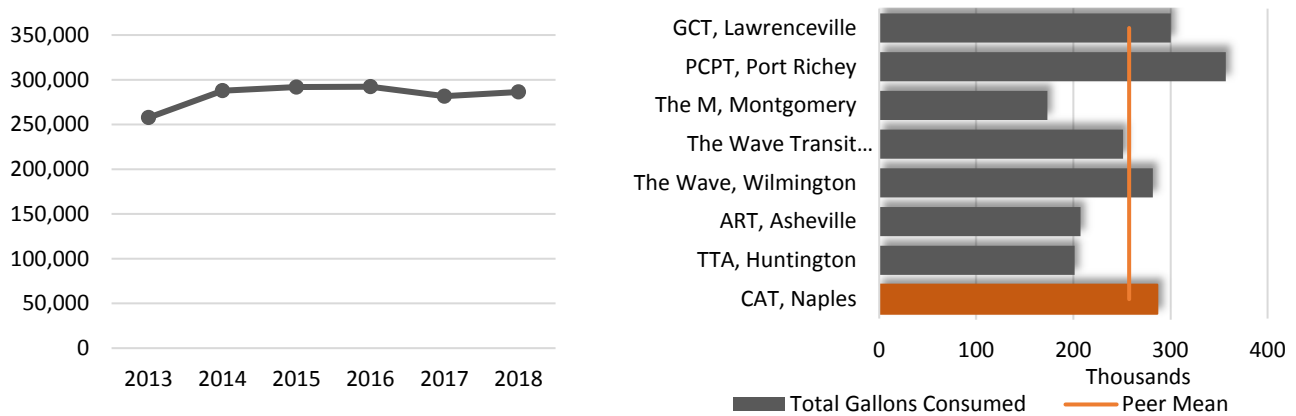 350,000
300,000
250,000
200,000
150,000
100,000
50,000
0
2013 2014 2015 2016 2017 2018
GCT, Lawrenceville
PCPT, Port Richey
The M, Montgomery
The Wave Transit...
The Wave, Wilmington
ART, Asheville
TTA, Huntington
CAT, Naples
0 100 200 300 400
Thousands
Total Gallons Consumed Peer Mean